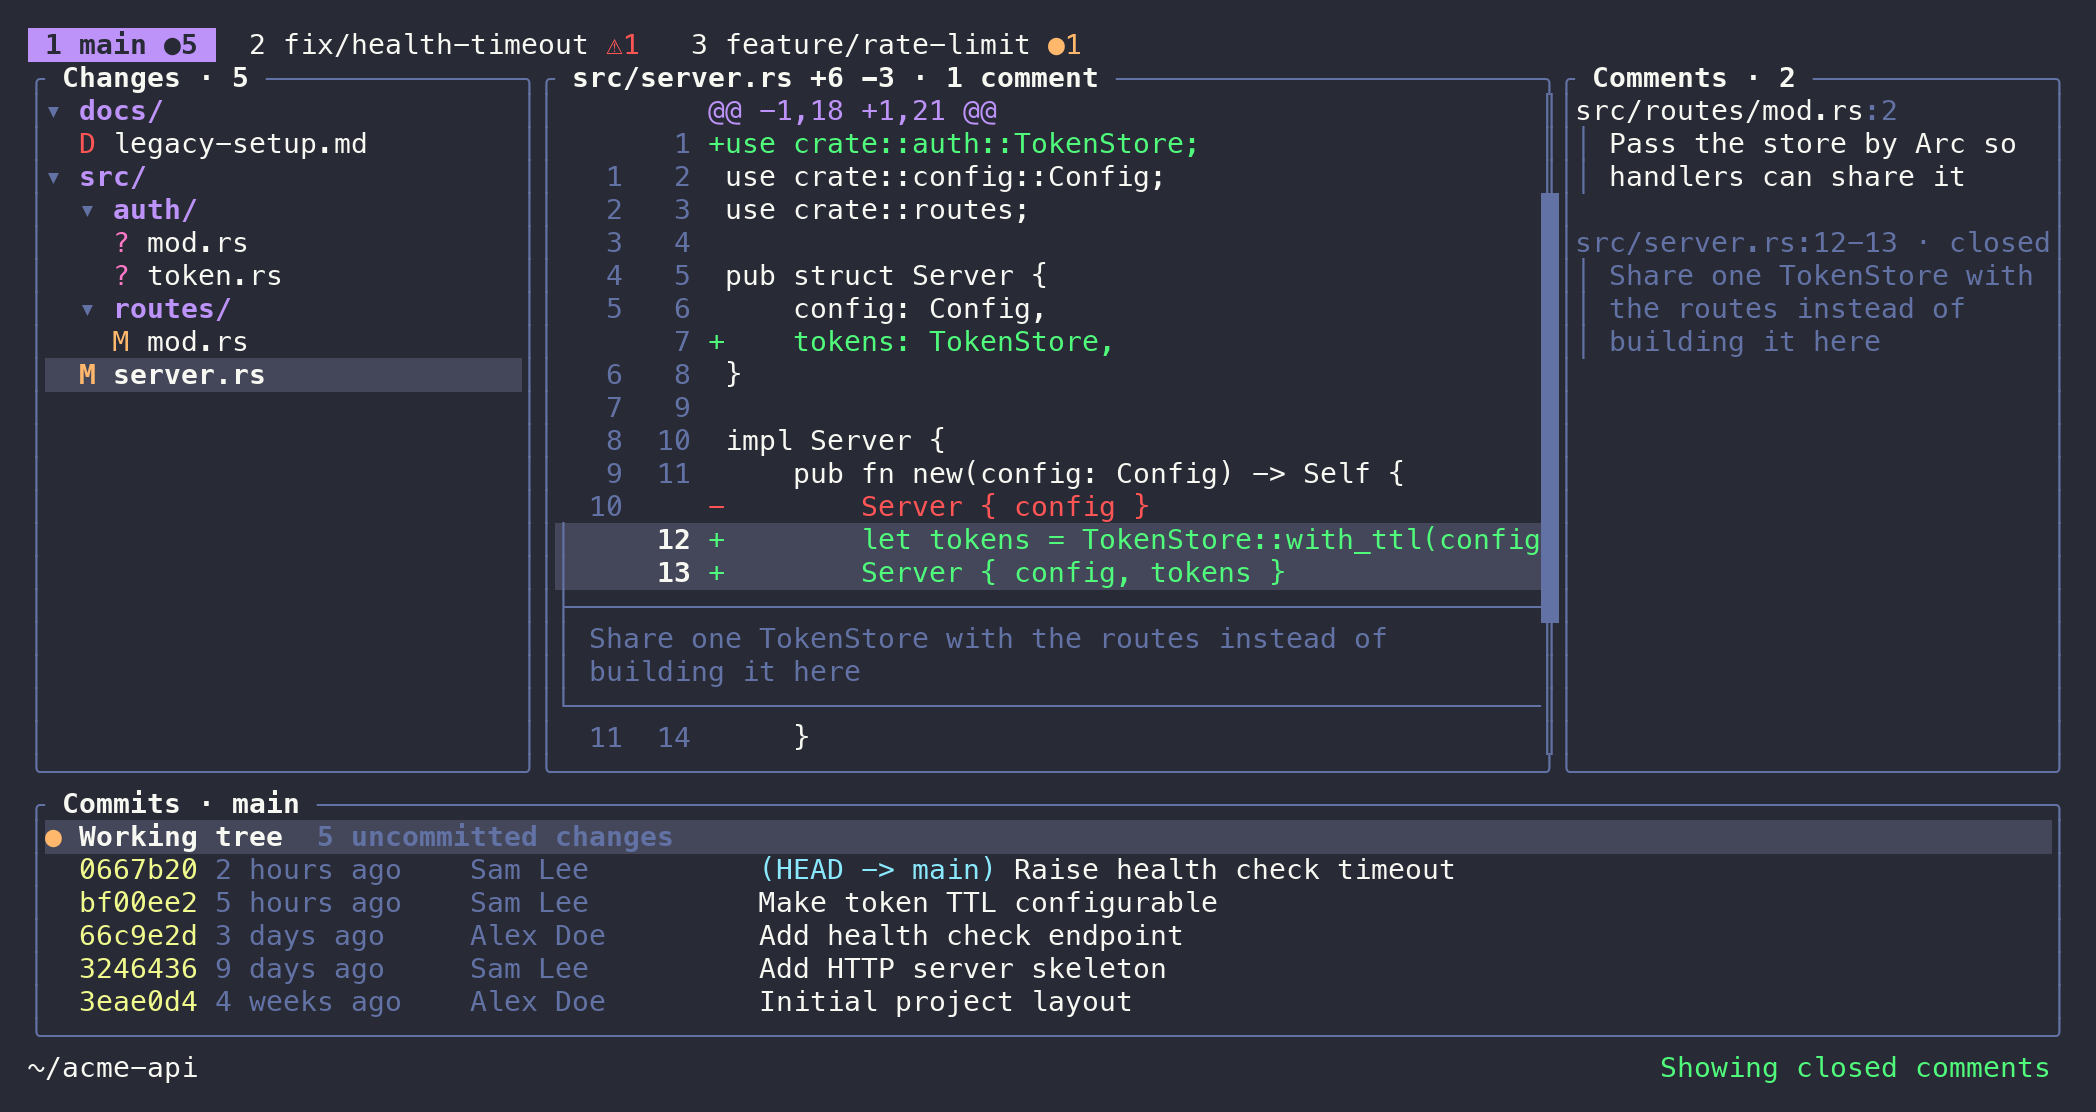 1 main ●5   2 fix/health-timeout ⚠1   3 feature/rate-limit ●1
Changes · 5
▾ docs/
D legacy-setup.md
▾ src/
▾ auth/
? mod.rs
? token.rs
▾ routes/
M mod.rs
M server.rs
src/server.rs +6 -3 · 1 comment
@@ -1,18 +1,21 @@
1 +use crate::auth::TokenStore;
1 2 use crate::config::Config;
2 3 use crate::routes;
3 4
4 5 pub struct Server {
5 6     config: Config,
7 +    tokens: TokenStore,
6 8 }
7 9
8 10 impl Server {
9 11     pub fn new(config: Config) -> Self {
10 -        Server { config }
12 +        let tokens = TokenStore::with_ttl(config
13 +        Server { config, tokens }
Share one TokenStore with the routes instead of
building it here
11 14     }
Comments · 2
src/routes/mod.rs:2
Pass the store by Arc so
handlers can share it
src/server.rs:12-13 · closed
Share one TokenStore with
the routes instead of
building it here
Commits · main
● Working tree  5 uncommitted changes
0667b20 2 hours ago    Sam Lee    (HEAD -> main) Raise health check timeout
bf00ee2 5 hours ago    Sam Lee    Make token TTL configurable
66c9e2d 3 days ago     Alex Doe   Add health check endpoint
3246436 9 days ago     Sam Lee    Add HTTP server skeleton
3eae0d4 4 weeks ago    Alex Doe   Initial project layout
~/acme-api
Showing closed comments